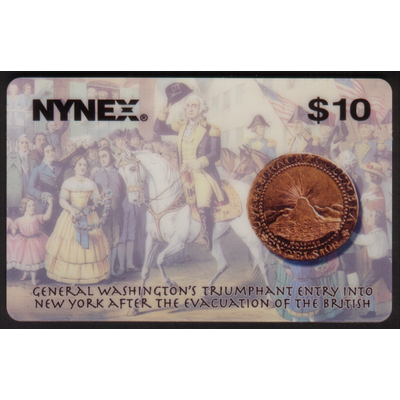 NYNEX®
$10
GENERAL WASHINGTON'S TRIUMPHANT ENTRY INTO
NEW YORK AFTER THE EVACUATION OF THE BRITISH